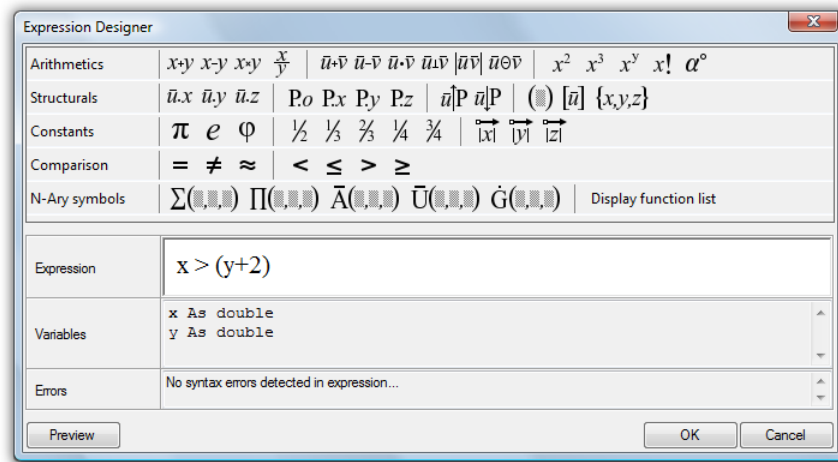 Expression Designer
X
Arithmetics x+y x-y x×y x/y ū+v̄ ū-v̄ ū•v̄ ū⊥v̄ |ūv̄| ūΘv̄ x² x³ xʸ x! α°
Structurals ū.x ū.y ū.z P.o P.x P.y P.z ū↑P ū↓P (▒) [ū] {x,y,z}
Constants π e φ ½ ⅓ ⅔ ¼ ¾ |x| |y| |z|
Comparison = ≠ ≈ < ≤ > ≥
N-Ary symbols Σ(▒,▒,▒) Π(▒,▒,▒) Ā(▒,▒,▒) Ū(▒,▒,▒) Ġ(▒,▒,▒) Display function list
Expression x > (y+2)
Variables
x As double
y As double
Errors No syntax errors detected in expression...
Preview OK Cancel